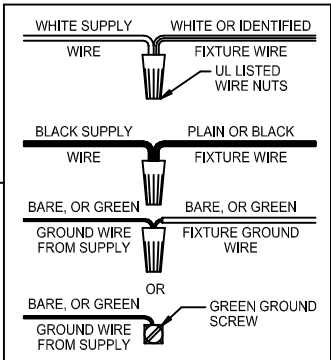 WHITE SUPPLY WHITE OR IDENTIFIED
WIRE FIXTURE WIRE
UL LISTED
WIRE NUTS
BLACK SUPPLY PLAIN OR BLACK
WIRE FIXTURE WIRE
BARE, OR GREEN BARE, OR GREEN
GROUND WIRE FIXTURE GROUND
FROM SUPPLY WIRE
OR
BARE, OR GREEN GREEN GROUND
SCREW
GROUND WIRE
FROM SUPPLY